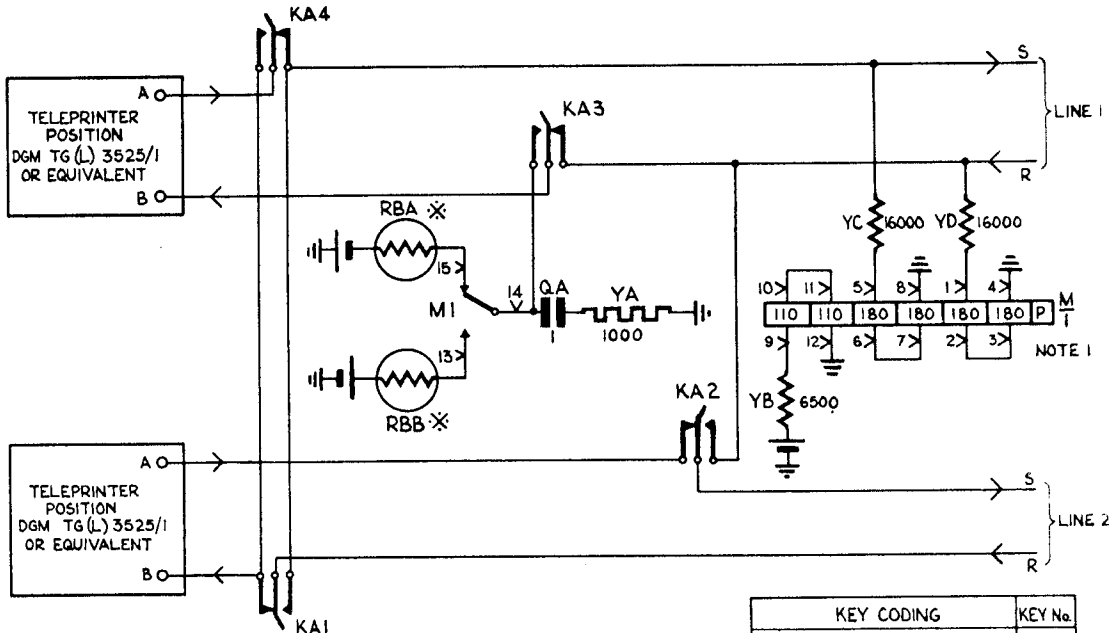 KA4
S
A
TELEPRINTER
POSITION
DGM TG (L) 3525/1
OR EQUIVALENT
B
KA3
LINE 1
R
RBA ※
15
YC 16000
YD 16000
M1
14
QA
1
YA
1000
10 11 5 8 1 4
110 110 180 180 180 180 P
M
1
9 12 6 7 2 3
NOTE 1
13
RBB ※
KA2
YB 6500
A
TELEPRINTER
POSITION
DGM TG (L) 3525/1
OR EQUIVALENT
B
S
LINE 2
R
KA1
KEY CODING KEY No.